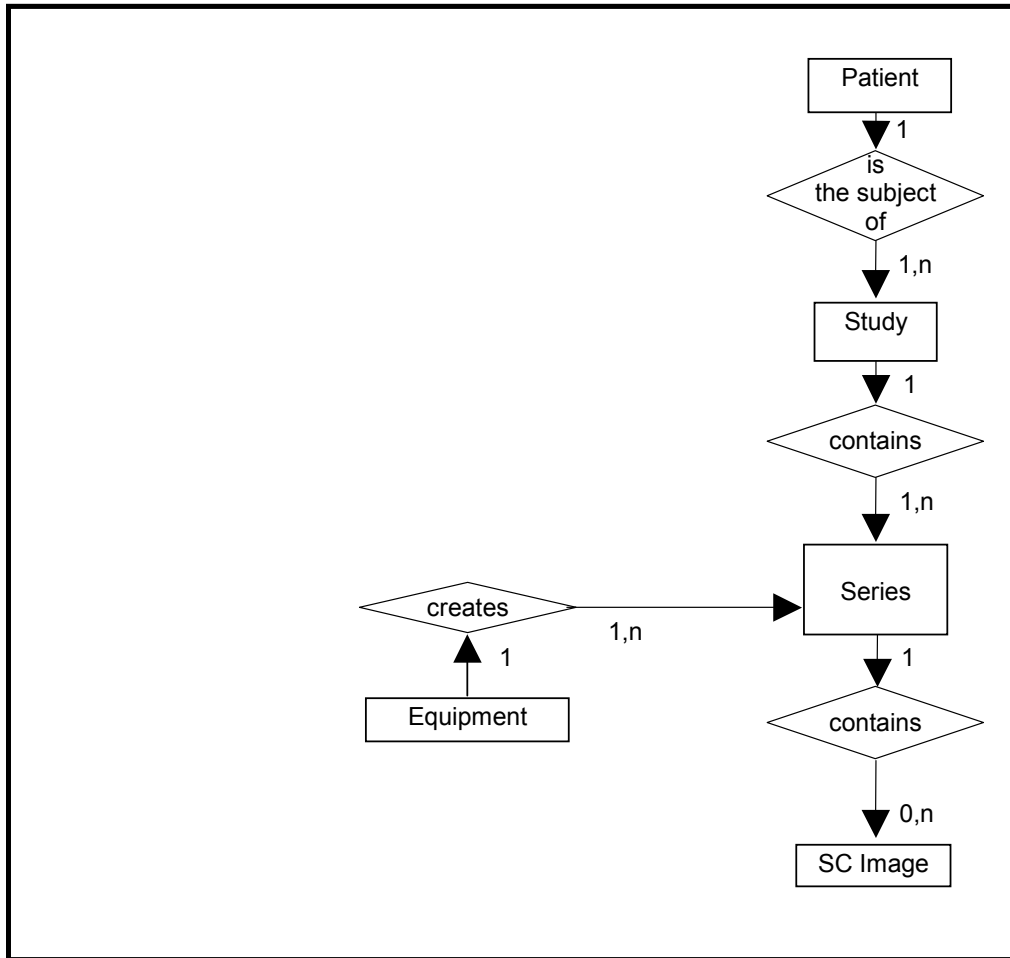 Patient
1
is
the subject
of
1,n
Study
1
contains
1,n
Series
creates
1,n
1
1
Equipment
contains
0,n
SC Image